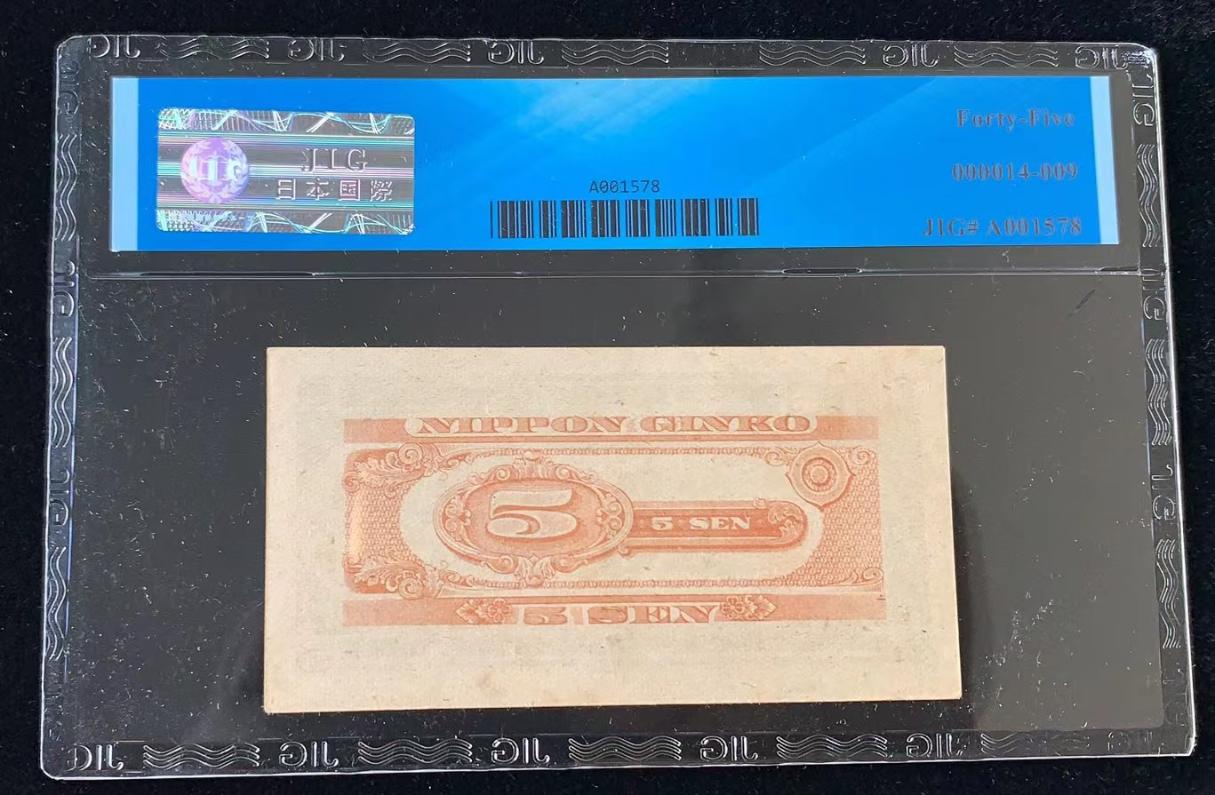 JIG
日本国際
A001578
Forty-Five
000014-009
JIG# A001578
NIPPON GINKO
5
5 SEN
5 SEN